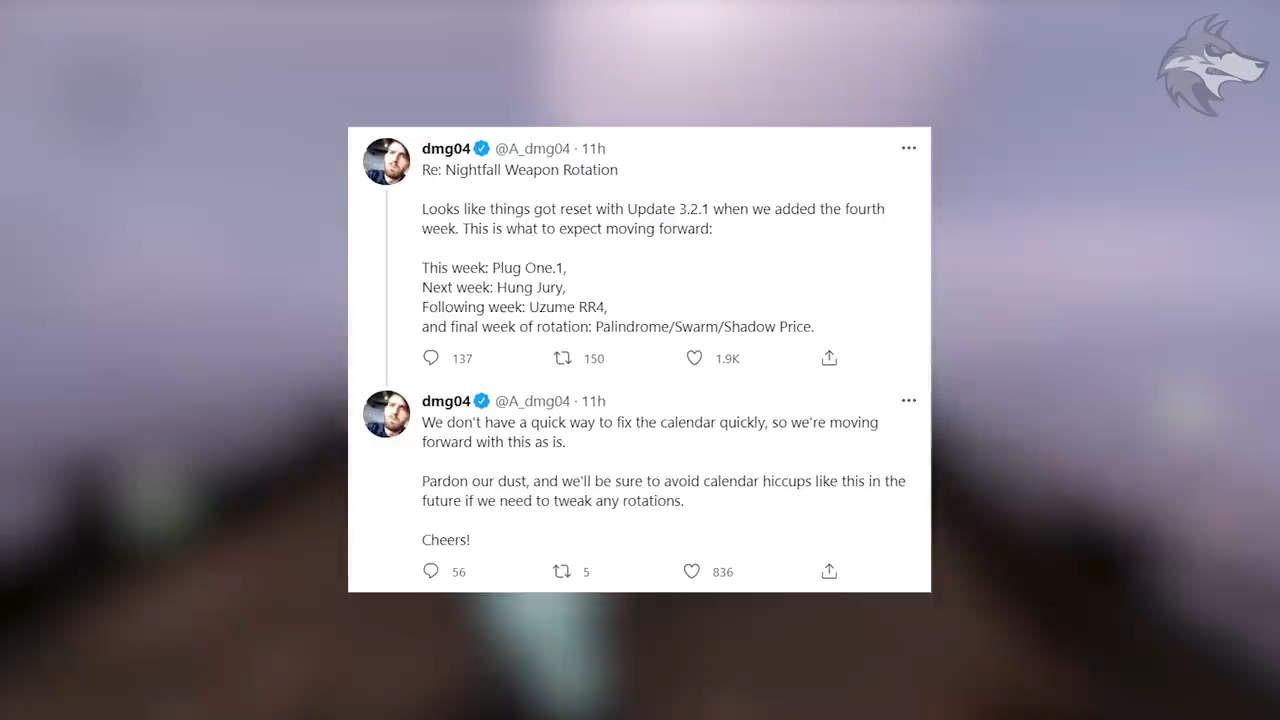 dmg04 @A_dmg04 · 11h
Re: Nightfall Weapon Rotation
Looks like things got reset with Update 3.2.1 when we added the fourth
week. This is what to expect moving forward:
This week: Plug One.1,
Next week: Hung Jury,
Following week: Uzume RR4,
and final week of rotation: Palindrome/Swarm/Shadow Price.
137 150 1.9K
dmg04 @A_dmg04 · 11h
We don't have a quick way to fix the calendar quickly, so we're moving
forward with this as is.
Pardon our dust, and we'll be sure to avoid calendar hiccups like this in the
future if we need to tweak any rotations.
Cheers!
56 5 836